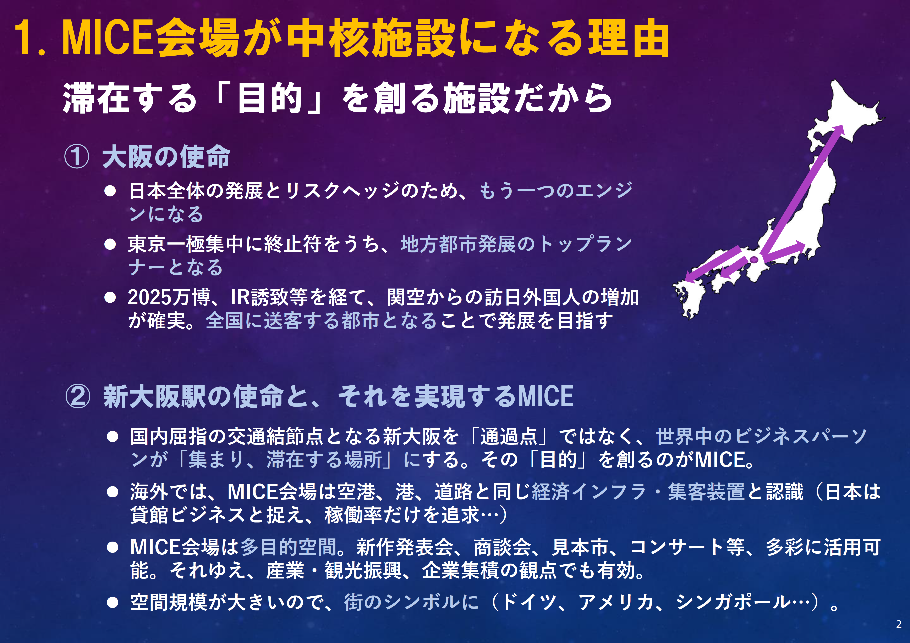 1. MICE会場が中核施設になる理由
滞在する「目的」を創る施設だから
① 大阪の使命
● 日本全体の発展とリスクヘッジのため、もう一つのエンジ
ンになる
● 東京一極集中に終止符をうち、地方都市発展のトップラン
ナーとなる
● 2025万博、IR誘致等を経て、関空からの訪日外国人の増加
が確実。全国に送客する都市となることで発展を目指す
② 新大阪駅の使命と、それを実現するMICE
● 国内屈指の交通結節点となる新大阪を「通過点」ではなく、世界中のビジネスパーソ
ンが「集まり、滞在する場所」にする。その「目的」を創るのがMICE。
● 海外では、MICE会場は空港、港、道路と同じ経済インフラ・集客装置と認識（日本は
貸館ビジネスと捉え、稼働率だけを追求…）
● MICE会場は多目的空間。新作発表会、商談会、見本市、コンサート等、多彩に活用可
能。それゆえ、産業・観光振興、企業集積の観点でも有効。
● 空間規模が大きいので、街のシンボルに（ドイツ、アメリカ、シンガポール…）。
2